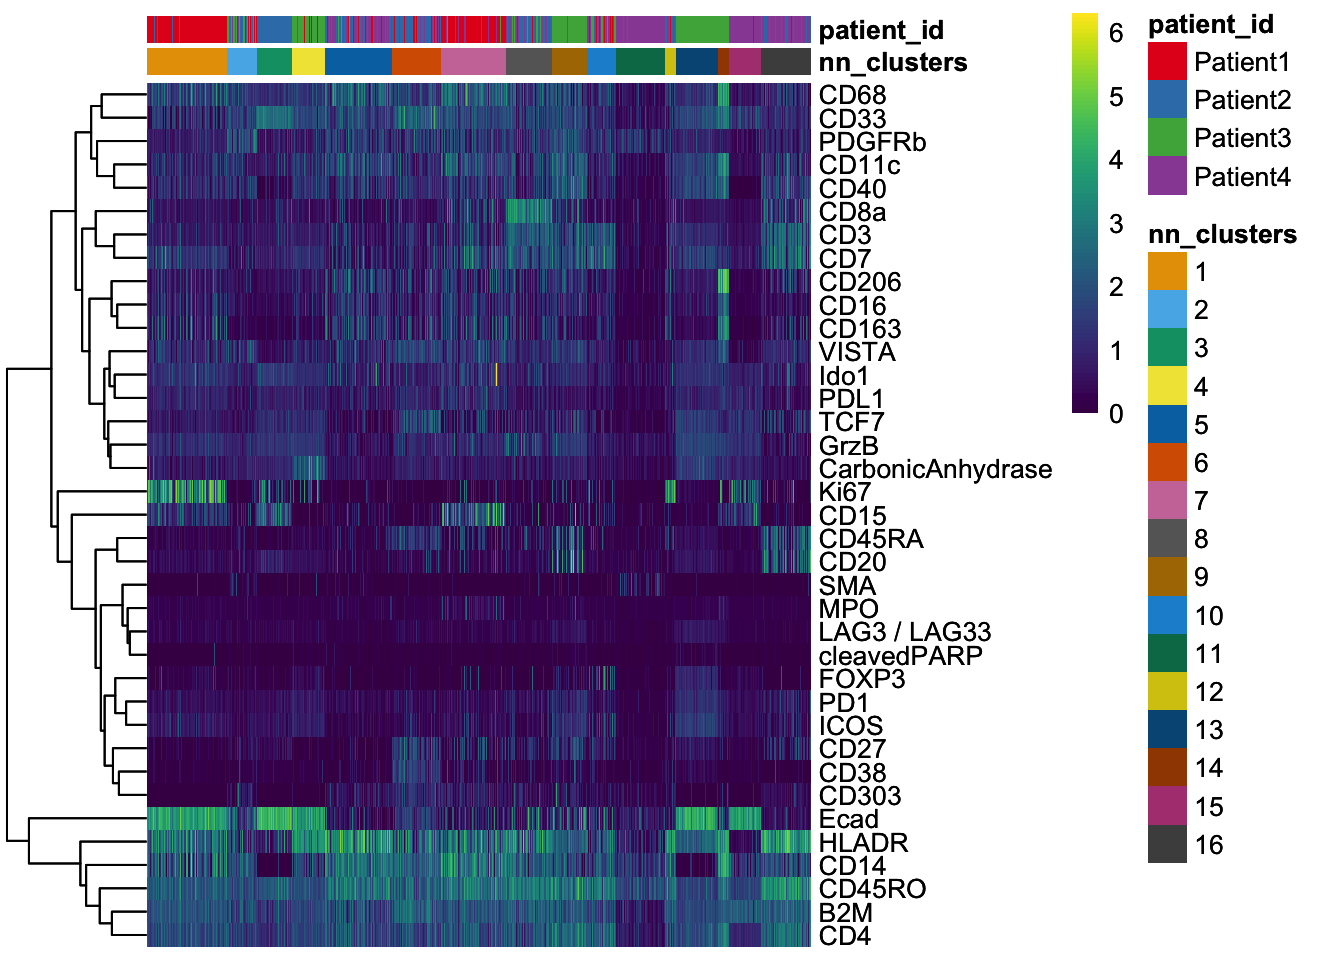 patient_id
nn_clusters
CD68
CD33
PDGFRb
CD11c
CD40
CD8a
CD3
CD7
CD206
CD16
CD163
VISTA
Ido1
PDL1
TCF7
GrzB
CarbonicAnhydrase
Ki67
CD15
CD45RA
CD20
SMA
MPO
LAG3 / LAG33
cleavedPARP
FOXP3
PD1
ICOS
CD27
CD38
CD303
Ecad
HLADR
CD14
CD45RO
B2M
CD4
6
5
4
3
2
1
0
patient_id
Patient1
Patient2
Patient3
Patient4
nn_clusters
1
2
3
4
5
6
7
8
9
10
11
12
13
14
15
16